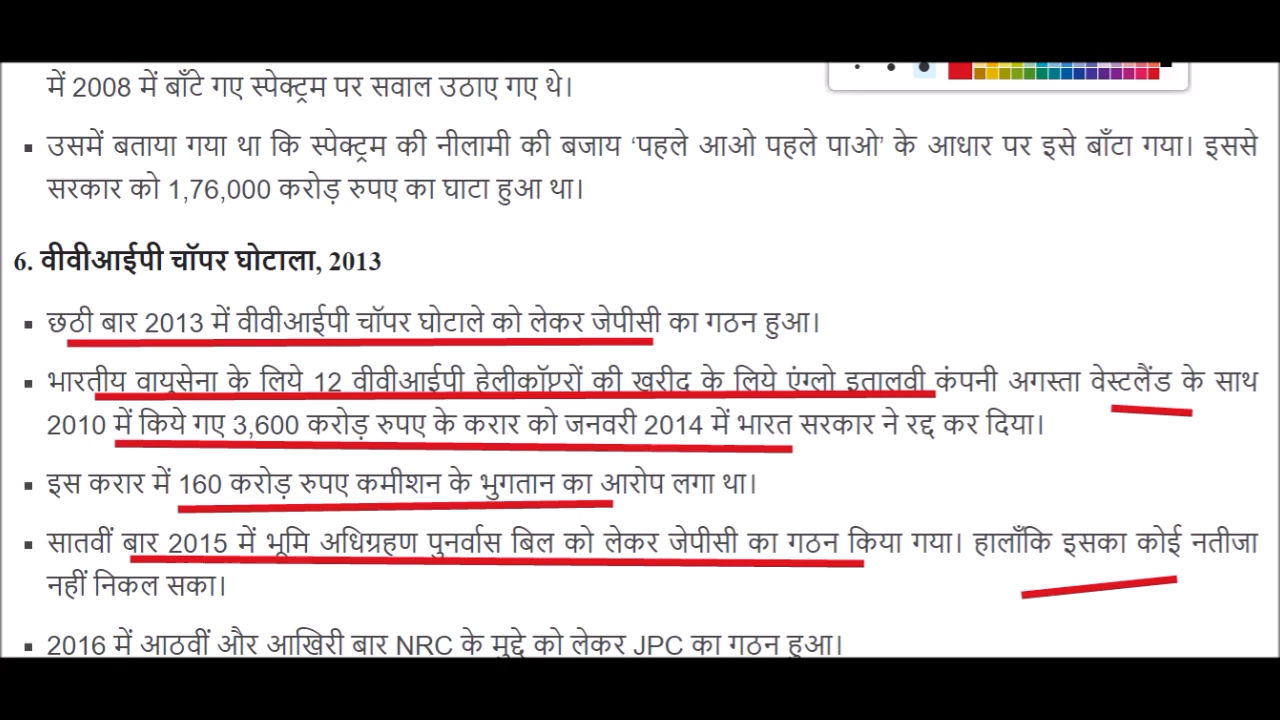 में 2008 में बाँटे गए स्पेक्ट्रम पर सवाल उठाए गए थे।
▪ उसमें बताया गया था कि स्पेक्ट्रम की नीलामी की बजाय ‘पहले आओ पहले पाओ’ के आधार पर इसे बाँटा गया। इससे
सरकार को 1,76,000 करोड़ रुपए का घाटा हुआ था।
6. वीवीआईपी चॉपर घोटाला, 2013
▪ छठी बार 2013 में वीवीआईपी चॉपर घोटाले को लेकर जेपीसी का गठन हुआ।
▪ भारतीय वायुसेना के लिये 12 वीवीआईपी हेलीकॉप्टरों की खरीद के लिये एंग्लो इतालवी कंपनी अगस्ता वेस्टलैंड के साथ
2010 में किये गए 3,600 करोड़ रुपए के करार को जनवरी 2014 में भारत सरकार ने रद्द कर दिया।
▪ इस करार में 160 करोड़ रुपए कमीशन के भुगतान का आरोप लगा था।
▪ सातवीं बार 2015 में भूमि अधिग्रहण पुनर्वास बिल को लेकर जेपीसी का गठन किया गया। हालाँकि इसका कोई नतीजा
नहीं निकल सका।
▪ 2016 में आठवीं और आखिरी बार NRC के मुद्दे को लेकर JPC का गठन हुआ।